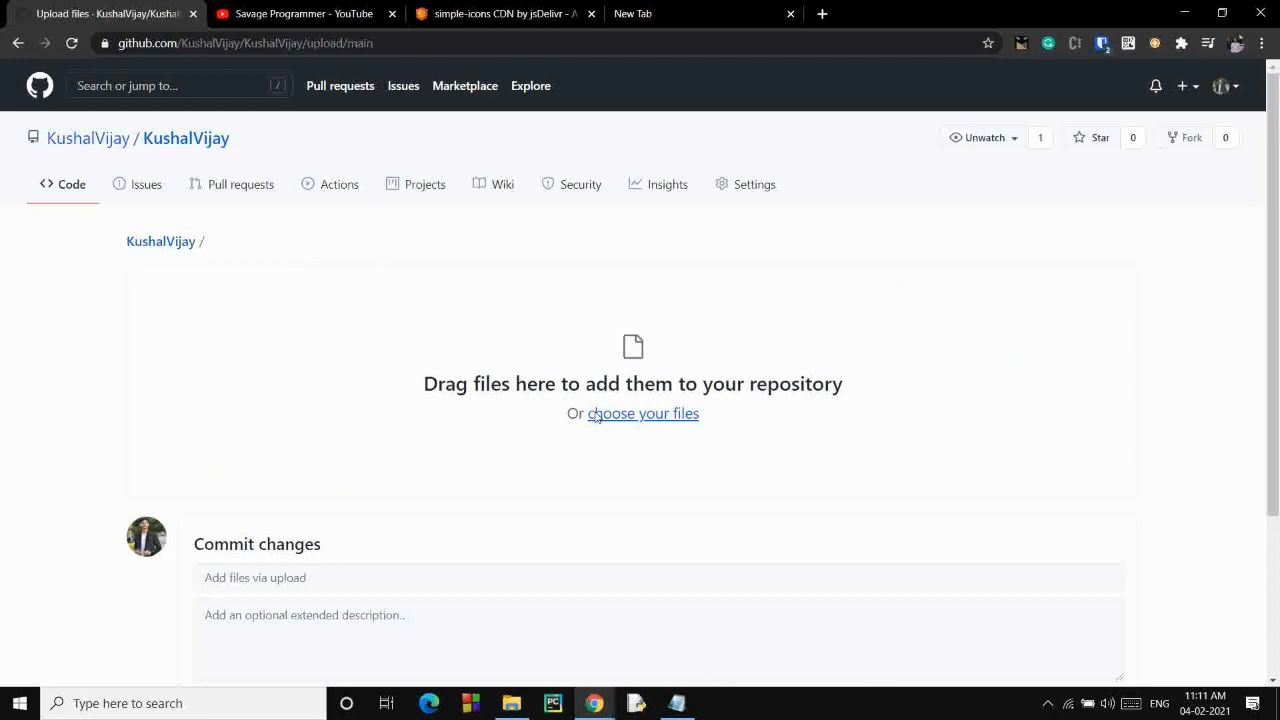 Upload files - KushalVijay/Kushal
Savage Programmer - YouTube
simple-icons CDN by jsDelivr - A
New Tab
github.com/KushalVijay/KushalVijay/upload/main
Search or jump to...
/
Pull requests
Issues
Marketplace
Explore
KushalVijay / KushalVijay
Unwatch
1
Star
0
Fork
0
Code
Issues
Pull requests
Actions
Projects
Wiki
Security
Insights
Settings
KushalVijay /
Drag files here to add them to your repository
Or choose your files
Commit changes
Add files via upload
Add an optional extended description..
Type here to search
PC
ENG
11:11 AM
04-02-2021